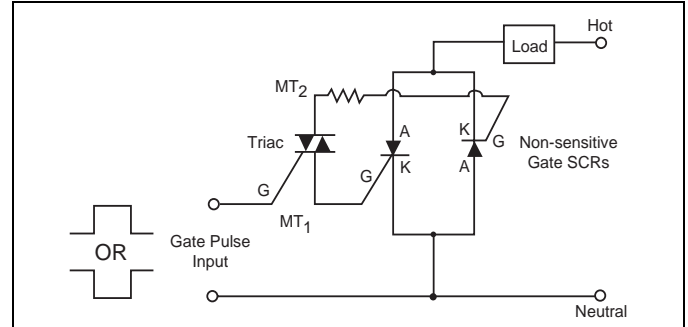 Hot
Load
MT2
A
K
G
Non-sensitive
Gate SCRs
Triac
G
K
A
G
MT1
OR
Gate Pulse
Input
Neutral